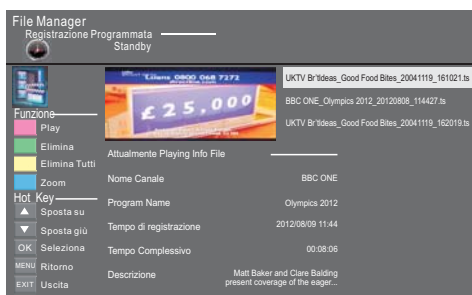 File Manager
Registrazione Programmata
Standby
Loans 0800 068 7272
£25,000
UKTV Br'tIdeas_Good Food Bites_20041119_161021.ts
BBC ONE_Olympics 2012_20120808_114427.ts
UKTV Br'tIdeas_Good Food Bites_20041119_162019.ts
Funzione
Play
Elimina
Elimina Tutti
Zoom
Hot Key
Sposta su
Sposta giù
OK Seleziona
MENU Ritorno
EXIT Uscita
Attualmente Playing Info File
Nome Canale BBC ONE
Program Name Olympics 2012
Tempo di registrazione 2012/08/09 11:44
Tempo Complessivo 00:08:06
Descrizione Matt Baker and Clare Balding
present coverage of the eager...